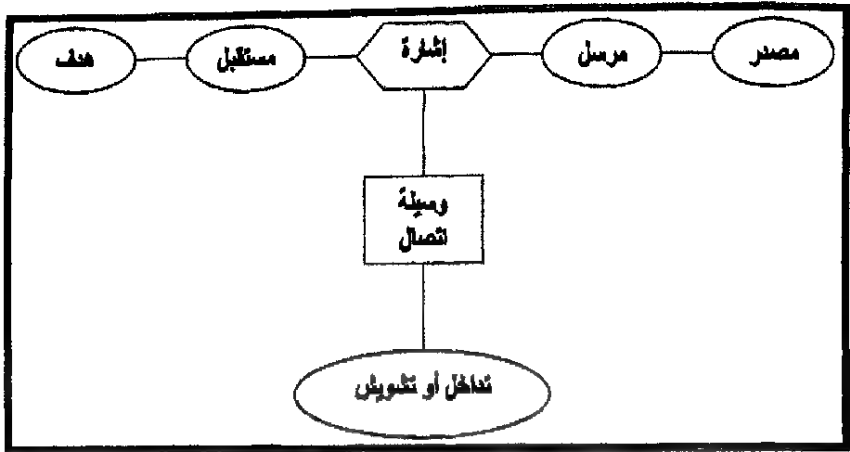 مصدر
مرسل
إشارة
مستقبل
هدف
وسيلة
اتصال
تداخل أو تشويش